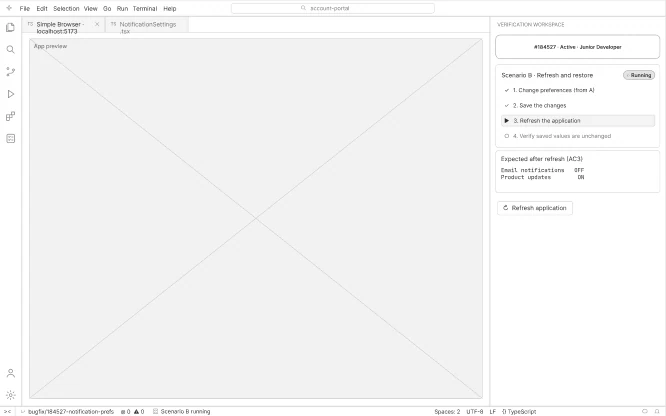 File Edit Selection View Go Run Terminal Help
account-portal
TS Simple Browser · localhost:5173 ×
TS NotificationSettings.tsx
App preview
VERIFICATION WORKSPACE
#184527 · Active · Junior Developer
Scenario B · Refresh and restore
Running
1. Change preferences (from A)
2. Save the changes
3. Refresh the application
4. Verify saved values are unchanged
Expected after refresh (AC3)
Email notifications OFF
Product updates ON
Refresh application
bugfix/184527-notification-prefs 0 0 Scenario B running Spaces: 2 UTF-8 LF {} TypeScript